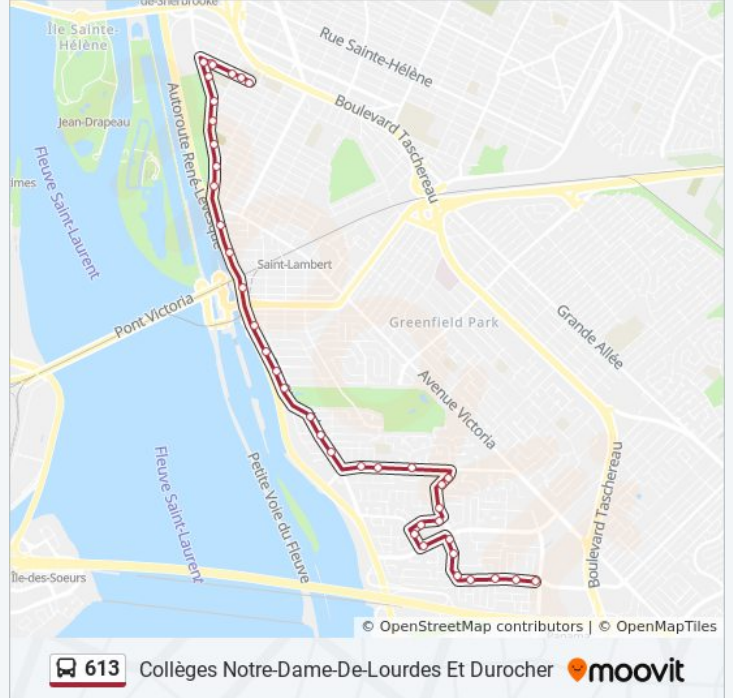 de-Sherbrooke
Île Sainte-
Hélène
Rue Sainte-Hélène
Boulevard Taschereau
Jean-Drapeau
Autoroute René-Lévesque
Fleuve Saint-Laurent
imes
Saint-Lambert
Pont Victoria
Greenfield Park
Grande Allée
Avenue Victoria
Fleuve Saint-Laurent
Petite Voie du Fleuve
Boulevard Taschereau
Île-des-Soeurs
© OpenStreetMap contributors | © OpenMapTiles
Panama
613 Collèges Notre-Dame-De-Lourdes Et Durocher moovit